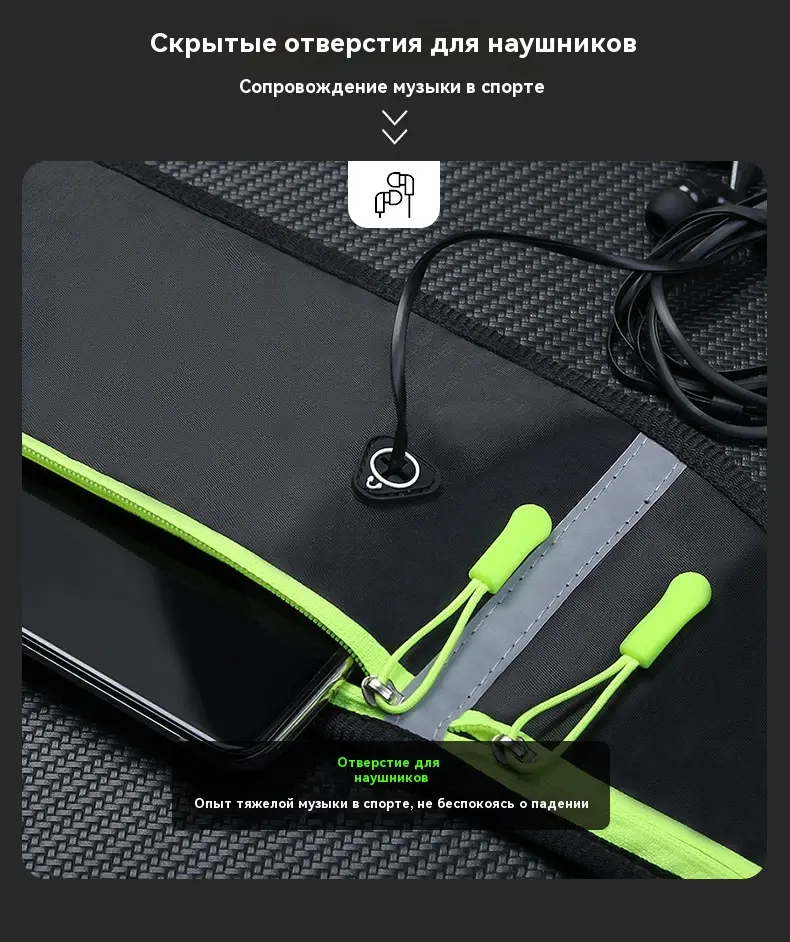 Скрытые отверстия для наушников
Сопровождение музыки в спорте
Отверстие для
наушников
Опыт тяжелой музыки в спорте, не беспокоясь о падении